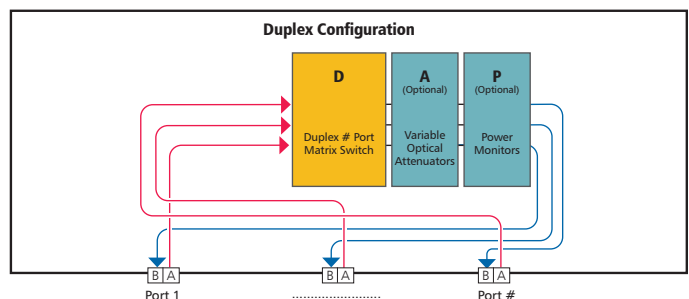 Duplex Configuration
D
Duplex # Port
Matrix Switch
A
(Optional)
Variable
Optical
Attenuators
P
(Optional)
Power
Monitors
B A
B A
B A
Port 1
........................
Port #